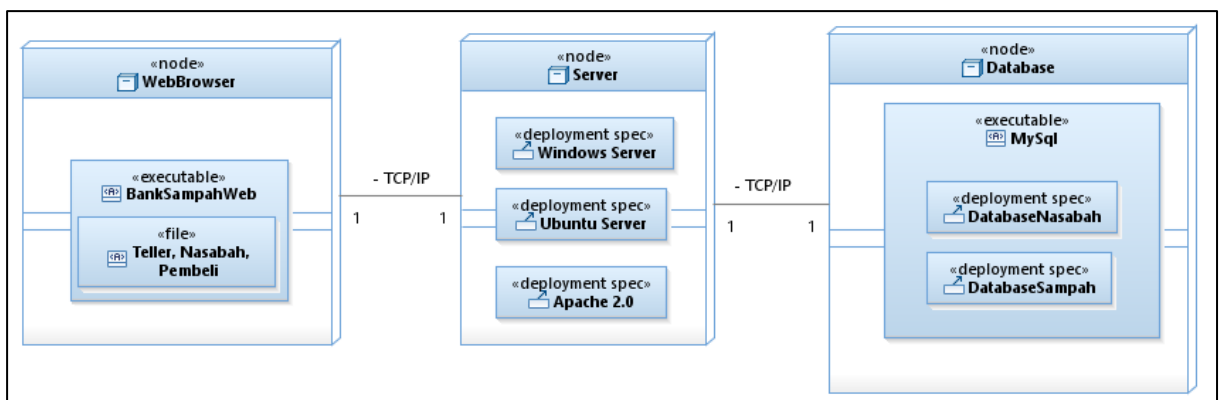 «node»
WebBrowser
«executable»
BankSampahWeb
«file»
Teller, Nasabah,
Pembeli
- TCP/IP
1
1
«node»
Server
«deployment spec»
Windows Server
«deployment spec»
Ubuntu Server
«deployment spec»
Apache 2.0
- TCP/IP
1
1
«node»
Database
«executable»
MySql
«deployment spec»
DatabaseNasabah
«deployment spec»
DatabaseSampah